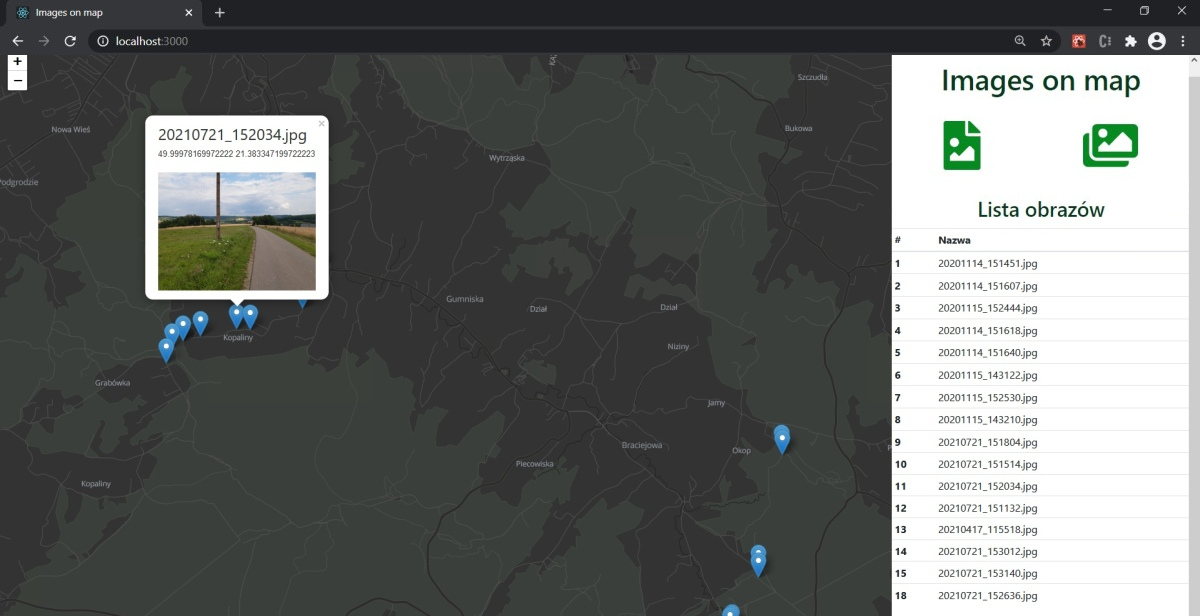 Images on map
localhost:3000
+
−
Szczudła
Nowa Wieś
Bukowa
Wytrząska
Podgrodzie
20210721_152034.jpg
49.99978169972222 21.383347199722223
Gumniska
Dział
Dział
Kopaliny
Niziny
Grabówka
Jamy
Braciejowa
Okop
Piecowiska
Kopaliny
Images on map
Lista obrazów
# Nazwa
1 20201114_151451.jpg
2 20201114_151607.jpg
3 20201115_152444.jpg
4 20201114_151618.jpg
5 20201114_151640.jpg
6 20201115_143122.jpg
7 20201115_152530.jpg
8 20201115_143210.jpg
9 20210721_151804.jpg
10 20210721_151514.jpg
11 20210721_152034.jpg
12 20210721_151132.jpg
13 20210417_115518.jpg
14 20210721_153012.jpg
15 20210721_153140.jpg
18 20210721_152636.jpg